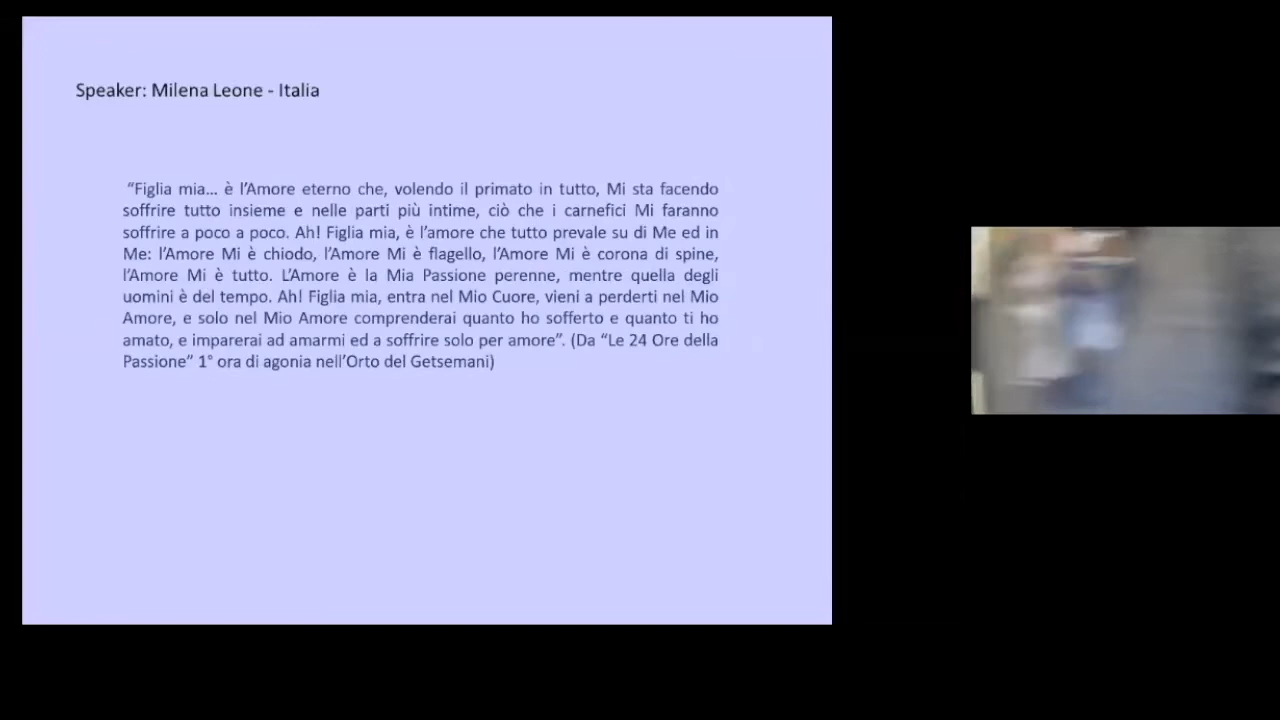 Speaker: Milena Leone - Italia
“Figlia mia… è l’Amore eterno che, volendo il primato in tutto, Mi sta facendo
soffrire tutto insieme e nelle parti più intime, ciò che i carnefici Mi faranno
soffrire a poco a poco. Ah! Figlia mia, è l’amore che tutto prevale su di Me ed in
Me: l’Amore Mi è chiodo, l’Amore Mi è flagello, l’Amore Mi è corona di spine,
l’Amore Mi è tutto. L’Amore è la Mia Passione perenne, mentre quella degli
uomini è del tempo. Ah! Figlia mia, entra nel Mio Cuore, vieni a perderti nel Mio
Amore, e solo nel Mio Amore comprenderai quanto ho sofferto e quanto ti ho
amato, e imparerai ad amarmi ed a soffrire solo per amore”. (Da “Le 24 Ore della
Passione” 1° ora di agonia nell’Orto del Getsemani)